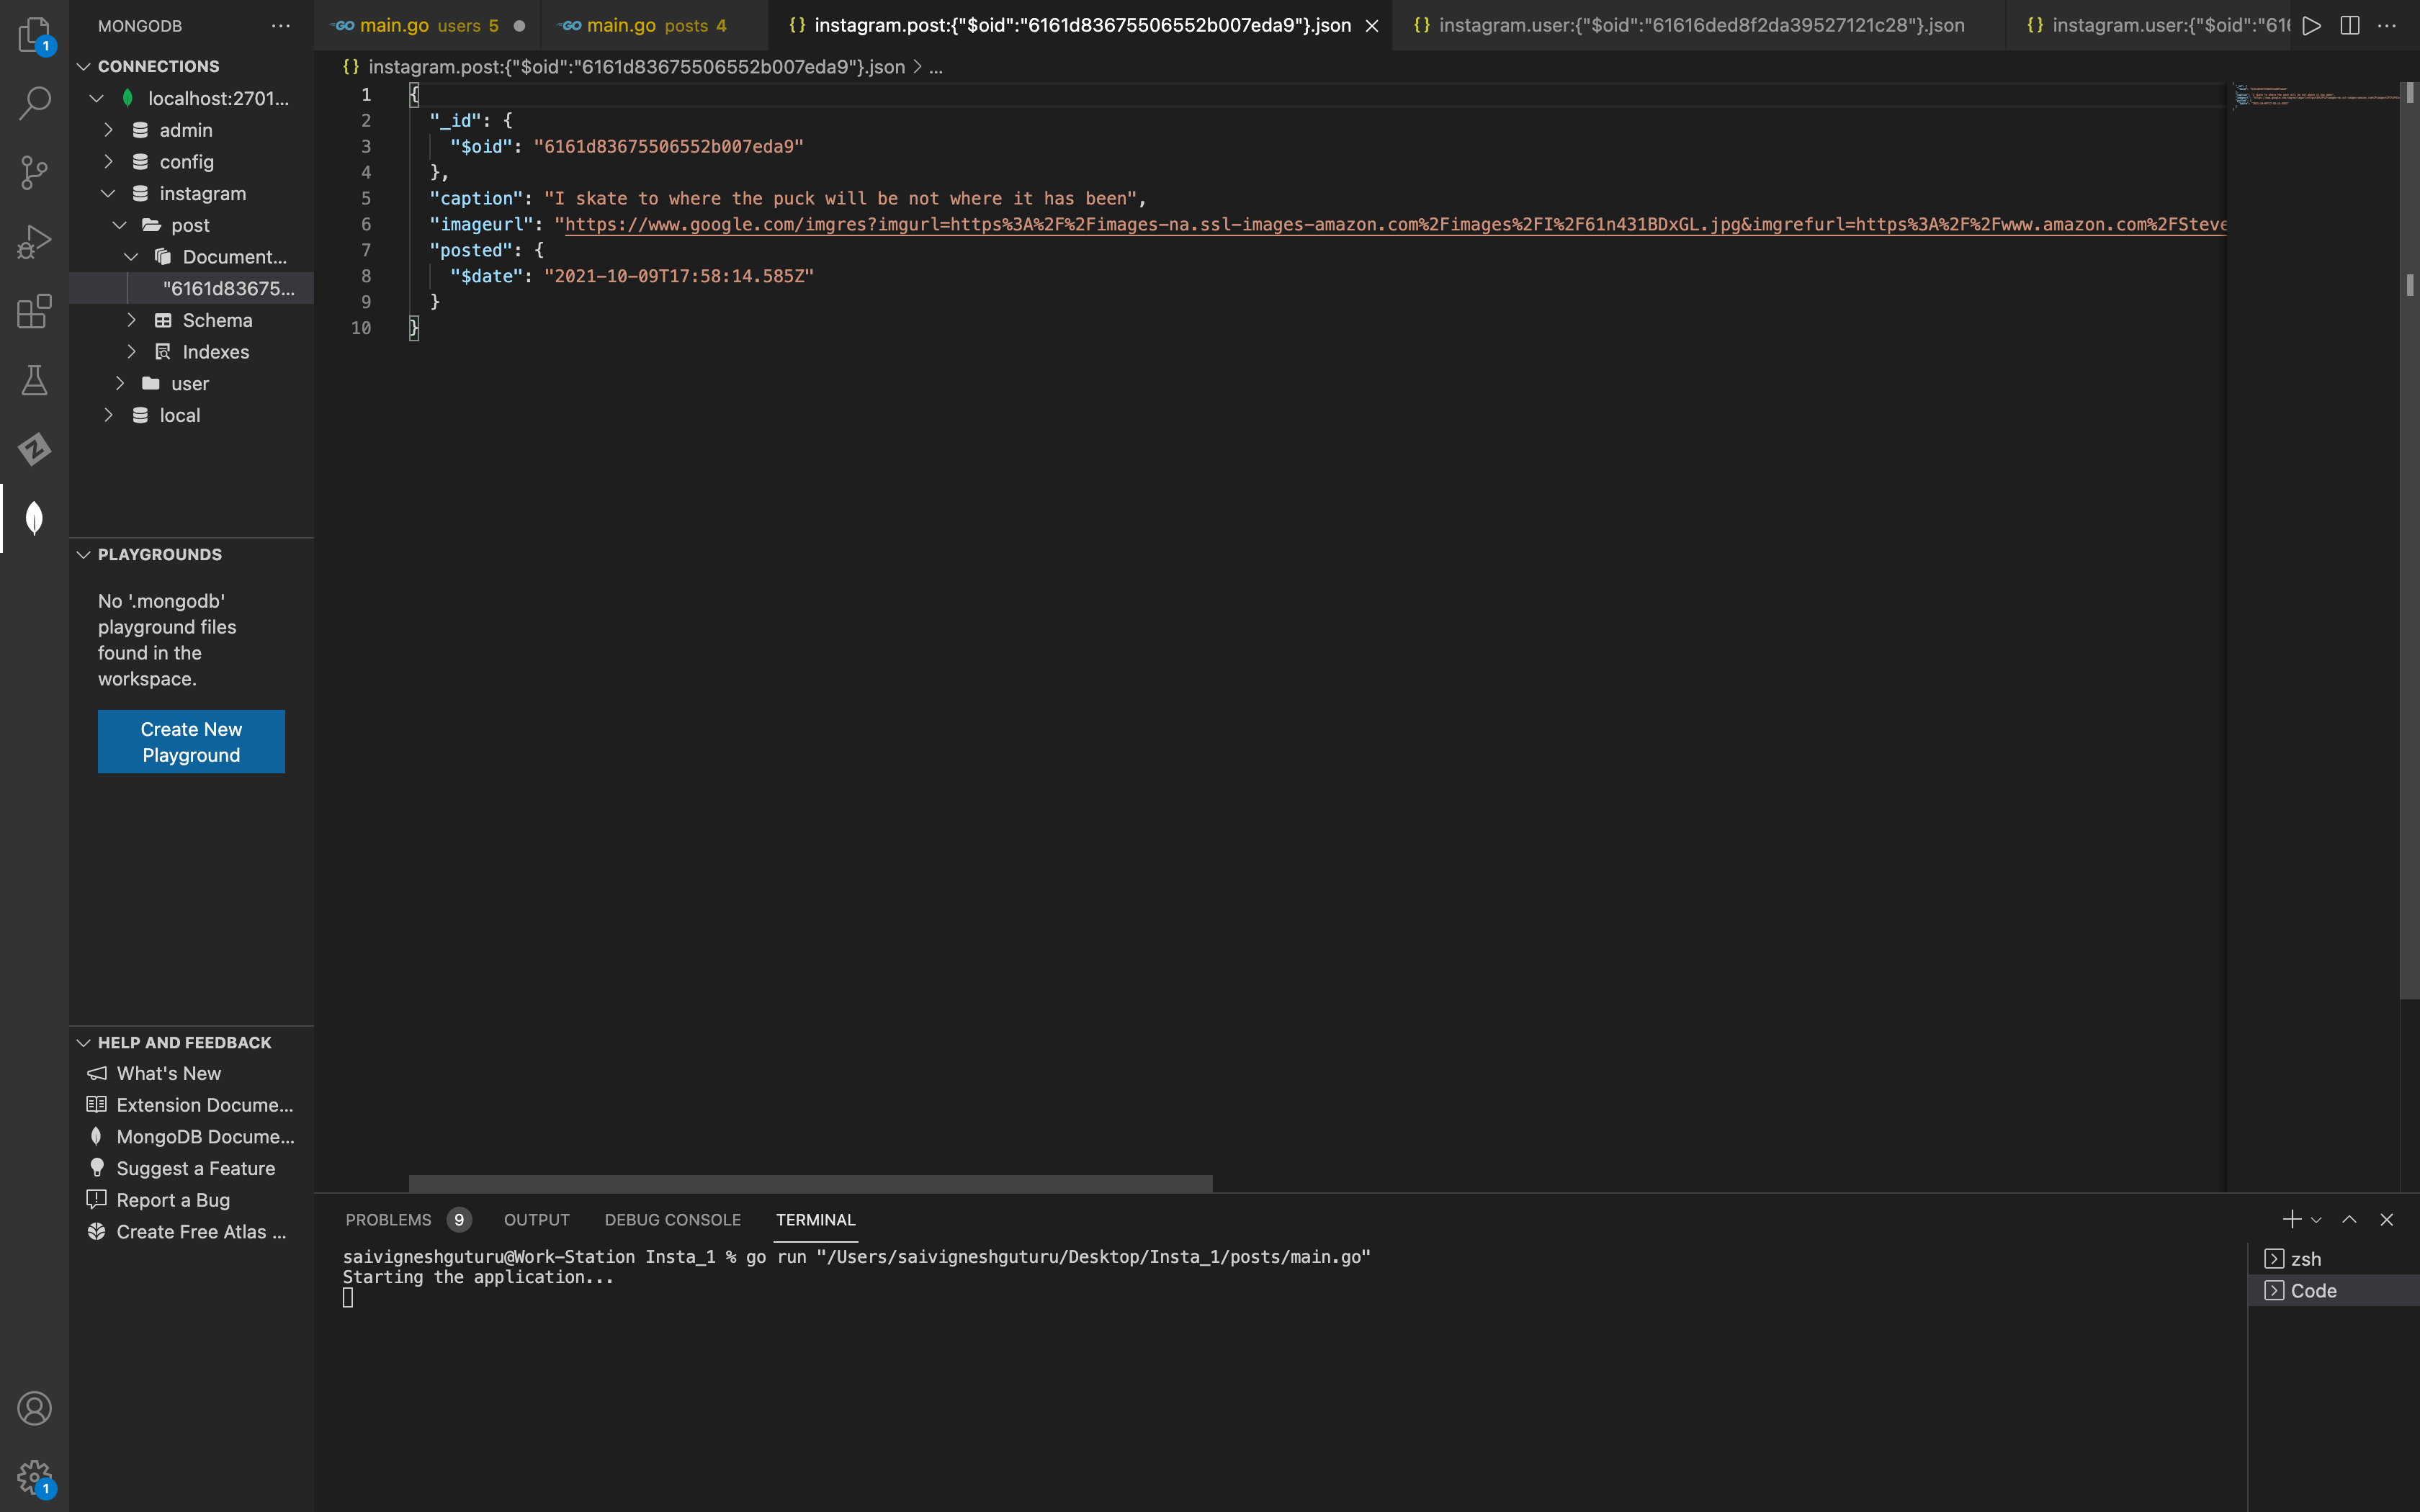 MONGODB
CONNECTIONS
localhost:2701...
admin
config
instagram
post
Document...
"6161d83675...
Schema
Indexes
user
local
PLAYGROUNDS
No '.mongodb'
playground files
found in the
workspace.
Create New
Playground
HELP AND FEEDBACK
What's New
Extension Docume...
MongoDB Docume...
Suggest a Feature
Report a Bug
Create Free Atlas ...
1
1
GO main.go users 5
GO main.go posts 4
{} instagram.post:{"$oid":"6161d83675506552b007eda9"}.json
{} instagram.user:{"$oid":"61616ded8f2da39527121c28"}.json
{} instagram.user:{"$oid":"616
{} instagram.post:{"$oid":"6161d83675506552b007eda9"}.json > ...
1 {
2 "_id": {
3 "$oid": "6161d83675506552b007eda9"
4 },
5 "caption": "I skate to where the puck will be not where it has been",
6 "imageurl": "https://www.google.com/imgres?imgurl=https%3A%2F%2Fimages-na.ssl-images-amazon.com%2Fimages%2FI%2F61n431BDxGL.jpg&imgrefurl=https%3A%2F%2Fwww.amazon.com%2FSteve
7 "posted": {
8 "$date": "2021-10-09T17:58:14.585Z"
9 }
10 }
PROBLEMS 9 OUTPUT DEBUG CONSOLE TERMINAL
saivigneshguturu@Work-Station Insta_1 % go run "/Users/saivigneshguturu/Desktop/Insta_1/posts/main.go"
Starting the application...
zsh
Code